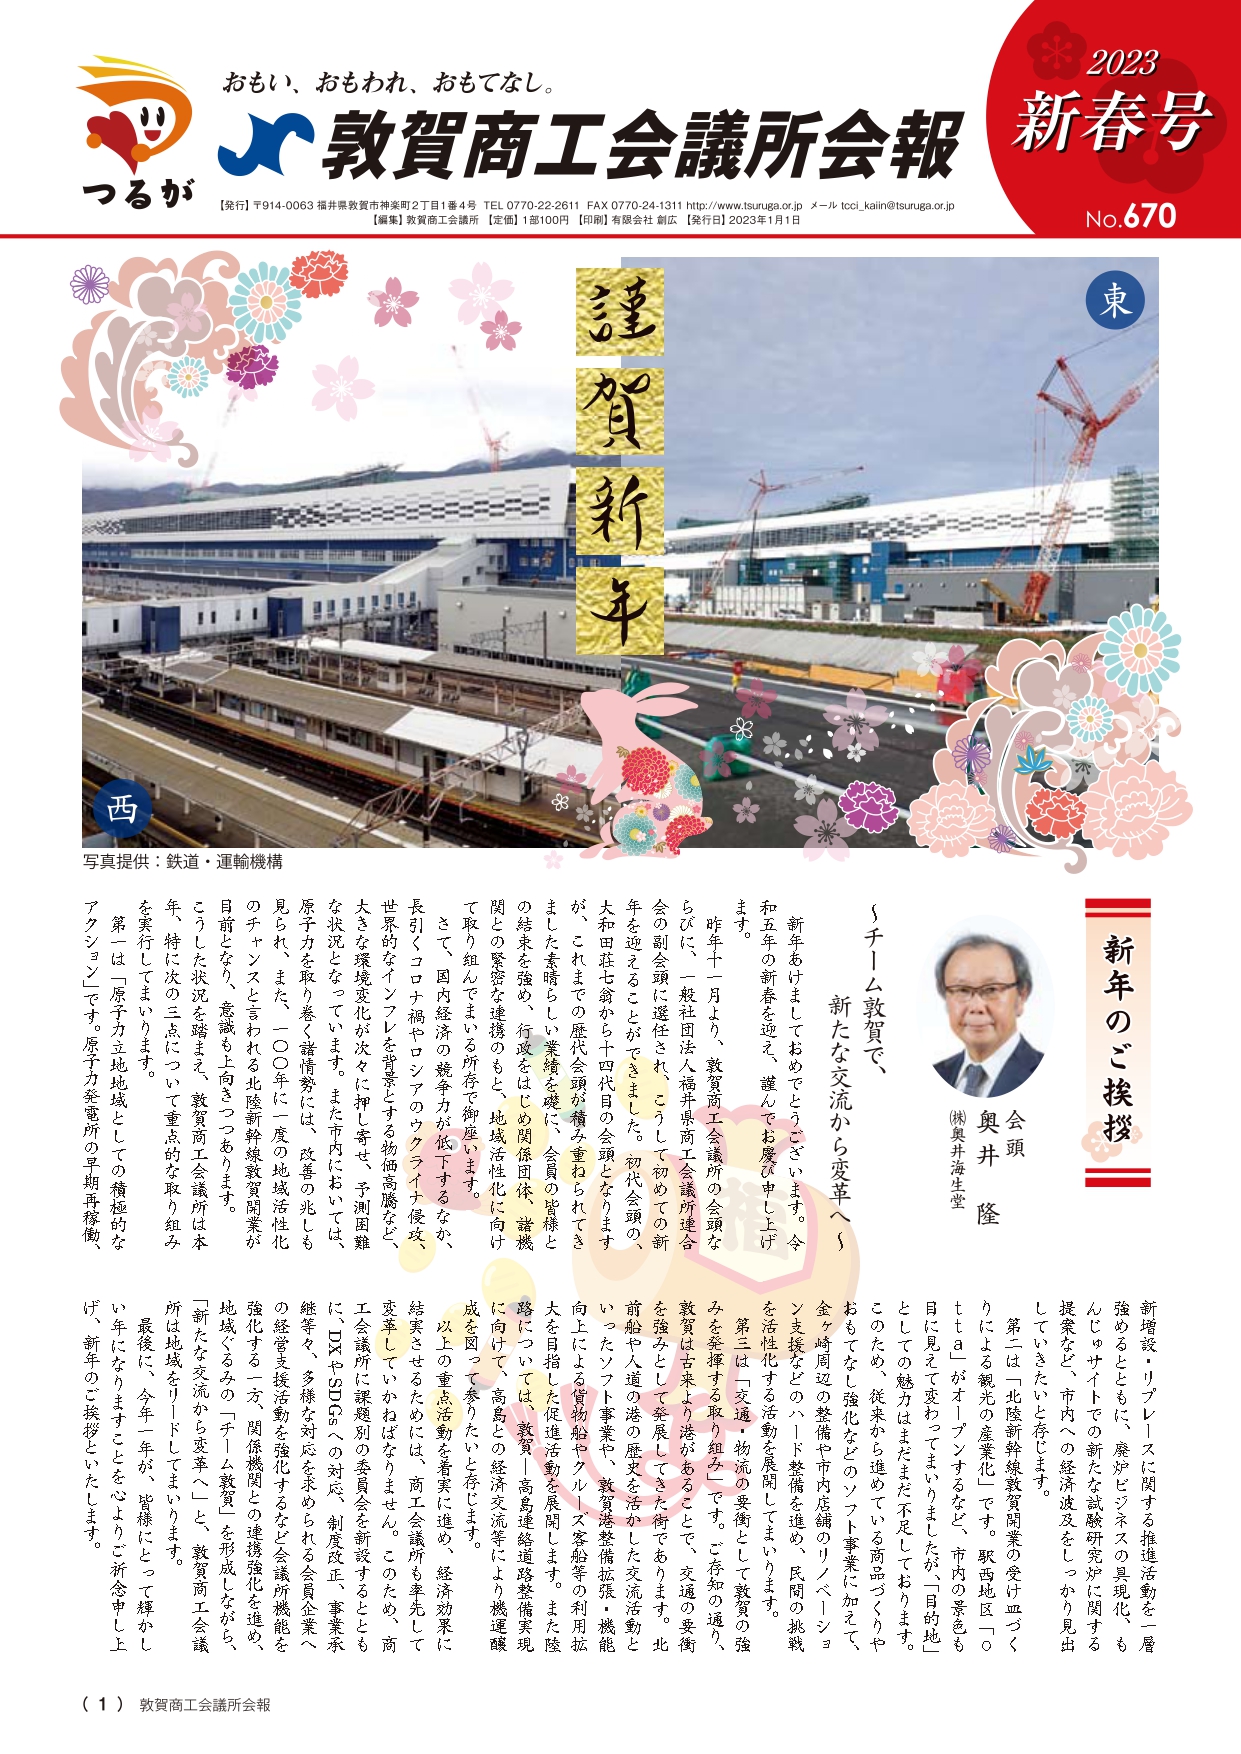 2023
新春号
No.670
おもい、おもわれ、おもてなし。
敦賀商工会議所会報
つるが
【発行】〒914-0063 福井県敦賀市神楽町2丁目1番4号 TEL 0770-22-2611 FAX 0770-24-1311 http://www.tsuruga.or.jp メール tcci_kaiin@tsuruga.or.jp
【編集】敦賀商工会議所 【定価】1部100円 【印刷】有限会社 創広 【発行日】2023年1月1日
謹
賀
新
年
東
西
写真提供:鉄道・運輸機構
新年のご挨拶
会頭
奥井 隆
㈱奥井海生堂
〜チーム敦賀で、
新たな交流から変革へ〜
新年あけましておめでとうございます。令
和五年の新春を迎え、謹んでお慶び申し上げ
ます。
昨年十一月より、敦賀商工会議所の会頭な
らびに、一般社団法人福井県商工会議所連合
会の副会頭に選任され、こうして初めての新
年を迎えることができました。初代会頭の、
大和田荘七翁から十四代目の会頭となります
が、これまでの歴代会頭が積み重ねられてき
ました素晴らしい業績を礎に、会員の皆様と
の結束を強め、行政をはじめ関係団体、諸機
関との緊密な連携のもと、地域活性化に向け
て取り組んでまいる所存で御座います。
さて、国内経済の競争力が低下するなか、
長引くコロナ禍やロシアのウクライナ侵攻、
世界的なインフレを背景とする物価高騰など、
大きな環境変化が次々に押し寄せ、予測困難
な状況となっています。また市内においては、
原子力を取り巻く諸情勢には、改善の兆しも
見られ、また、一〇〇年に一度の地域活性化
のチャンスと言われる北陸新幹線敦賀開業が
目前となり、意識も上向きつつあります。
こうした状況を踏まえ、敦賀商工会議所は本
年、特に次の三点について重点的な取り組み
を実行してまいります。
第一は「原子力立地地域としての積極的な
アクション」です。原子力発電所の早期再稼働、
新増設・リプレースに関する推進活動を一層
強めるとともに、廃炉ビジネスの具現化、も
んじゅサイトでの新たな試験研究炉に関する
提案など、市内への経済波及をしっかり見出
していきたいと存じます。
第二は「北陸新幹線敦賀開業の受け皿づく
りによる観光の産業化」です。駅西地区「o
tta」がオープンするなど、市内の景色も
目に見えて変わってまいりましたが、「目的地」
としての魅力はまだまだ不足しております。
このため、従来から進めている商品づくりや
おもてなし強化などのソフト事業に加えて、
金ヶ崎周辺の整備や市内店舗のリノベーショ
ン支援などのハード整備を進め、民間の挑戦
を活性化する活動を展開してまいります。
第三は「交通・物流の要衝として敦賀の強
みを発揮する取り組み」です。ご存知の通り、
敦賀は古来より港があることで、交通の要衝
を強みとして発展してきた街であります。北
前船や人道の港の歴史を活かした交流活動と
いったソフト事業や、敦賀港整備拡張・機能
向上による貨物船やクルーズ客船等の利用拡
大を目指した促進活動を展開します。また陸
路については、敦賀―高島連絡道路整備実現
に向けて、高島との経済交流等により機運醸
成を図って参りたいと存じます。
以上の重点活動を着実に進め、経済効果に
結実させるためには、商工会議所も率先して
変革していかねばなりません。このため、商
工会議所に課題別の委員会を新設するととも
に、DXやSDGsへの対応、制度改正、事業承
継等々、多様な対応を求められる会員企業へ
の経営支援活動を強化するなど会議所機能を
強化する一方、関係機関との連携強化を進め、
地域ぐるみの「チーム敦賀」を形成しながら、
「新たな交流から変革へ」と、敦賀商工会議
所は地域をリードしてまいります。
最後に、今年一年が、皆様にとって輝かし
い年になりますことを心よりご祈念申し上
げ、新年のご挨拶といたします。
福
(1) 敦賀商工会議所会報